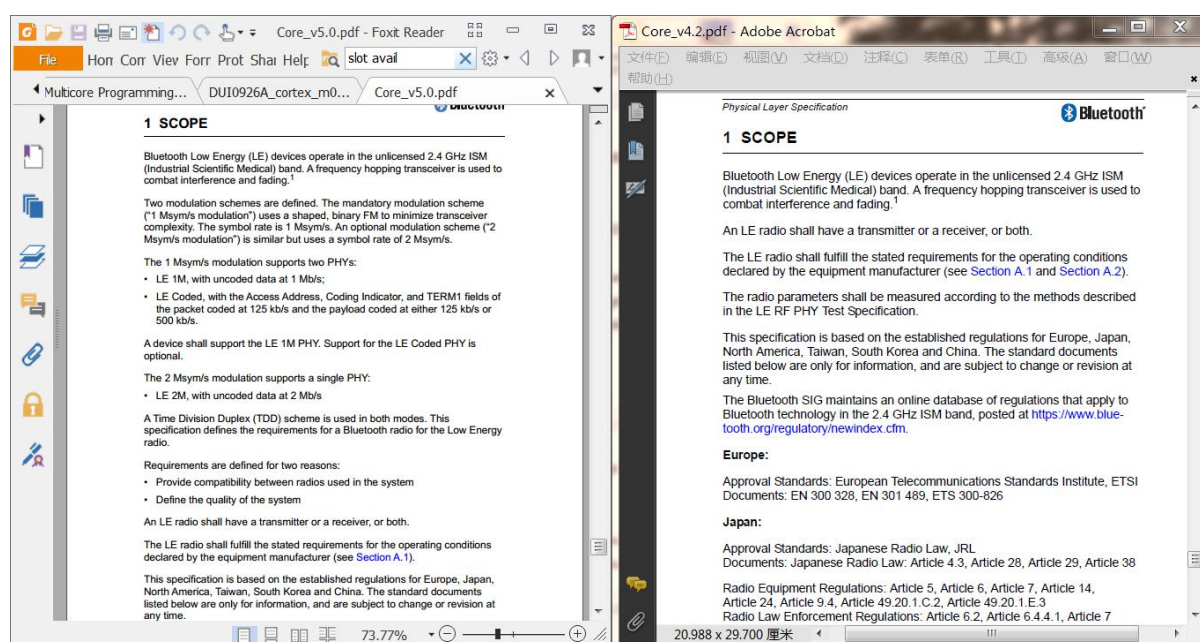 Core_v5.0.pdf - Foxit Reader
File Hom Com View Form Prot Shar Help slot avail
Multicore Programming... DUI0926A_cortex_m0... Core_v5.0.pdf
Bluetooth
1 SCOPE
Bluetooth Low Energy (LE) devices operate in the unlicensed 2.4 GHz ISM
(Industrial Scientific Medical) band. A frequency hopping transceiver is used to
combat interference and fading.1
Two modulation schemes are defined. The mandatory modulation scheme
("1 Msym/s modulation") uses a shaped, binary FM to minimize transceiver
complexity. The symbol rate is 1 Msym/s. An optional modulation scheme ("2
Msym/s modulation") is similar but uses a symbol rate of 2 Msym/s.
The 1 Msym/s modulation supports two PHYs:
• LE 1M, with uncoded data at 1 Mb/s;
• LE Coded, with the Access Address, Coding Indicator, and TERM1 fields of
the packet coded at 125 kb/s and the payload coded at either 125 kb/s or
500 kb/s.
A device shall support the LE 1M PHY. Support for the LE Coded PHY is
optional.
The 2 Msym/s modulation supports a single PHY:
• LE 2M, with uncoded data at 2 Mb/s
A Time Division Duplex (TDD) scheme is used in both modes. This
specification defines the requirements for a Bluetooth radio for the Low Energy
radio.
Requirements are defined for two reasons:
• Provide compatibility between radios used in the system
• Define the quality of the system
An LE radio shall have a transmitter or a receiver, or both.
The LE radio shall fulfill the stated requirements for the operating conditions
declared by the equipment manufacturer (see Section A.1).
This specification is based on the established regulations for Europe, Japan,
North America, Taiwan, South Korea and China. The standard documents
listed below are only for information, and are subject to change or revision at
any time.
73.77%
Core_v4.2.pdf - Adobe Acrobat
文件(F) 编辑(E) 视图(V) 文档(D) 注释(C) 表单(R) 工具(T) 高级(A) 窗口(W)
帮助(H)
Physical Layer Specification
Bluetooth
1 SCOPE
Bluetooth Low Energy (LE) devices operate in the unlicensed 2.4 GHz ISM
(Industrial Scientific Medical) band. A frequency hopping transceiver is used to
combat interference and fading.1
An LE radio shall have a transmitter or a receiver, or both.
The LE radio shall fulfill the stated requirements for the operating conditions
declared by the equipment manufacturer (see Section A.1 and Section A.2).
The radio parameters shall be measured according to the methods described
in the LE RF PHY Test Specification.
This specification is based on the established regulations for Europe, Japan,
North America, Taiwan, South Korea and China. The standard documents
listed below are only for information, and are subject to change or revision at
any time.
The Bluetooth SIG maintains an online database of regulations that apply to
Bluetooth technology in the 2.4 GHz ISM band, posted at https://www.blue-
tooth.org/regulatory/newindex.cfm.
Europe:
Approval Standards: European Telecommunications Standards Institute, ETSI
Documents: EN 300 328, EN 301 489, ETS 300-826
Japan:
Approval Standards: Japanese Radio Law, JRL
Documents: Japanese Radio Law: Article 4.3, Article 28, Article 29, Article 38
Radio Equipment Regulations: Article 5, Article 6, Article 7, Article 14,
Article 24, Article 9.4, Article 49.20.1.C.2, Article 49.20.1.E.3
Radio Law Enforcement Regulations: Article 6.2, Article 6.4.4.1, Article 7
20.988 x 29.700 厘米